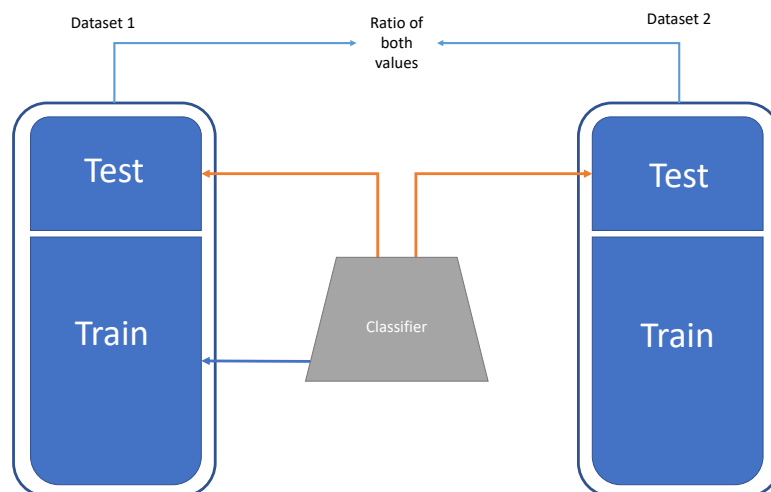 Dataset 1
Ratio of
both
values
Dataset 2
Test
Test
Train
Classifier
Train